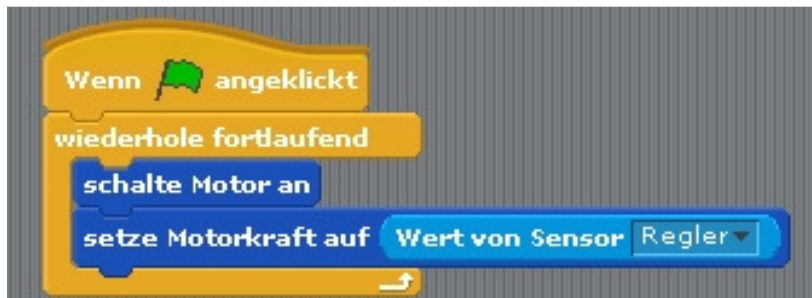 Wenn angeklickt
wiederhole fortlaufend
schalte Motor an
setze Motorkraft auf Wert von Sensor Regler